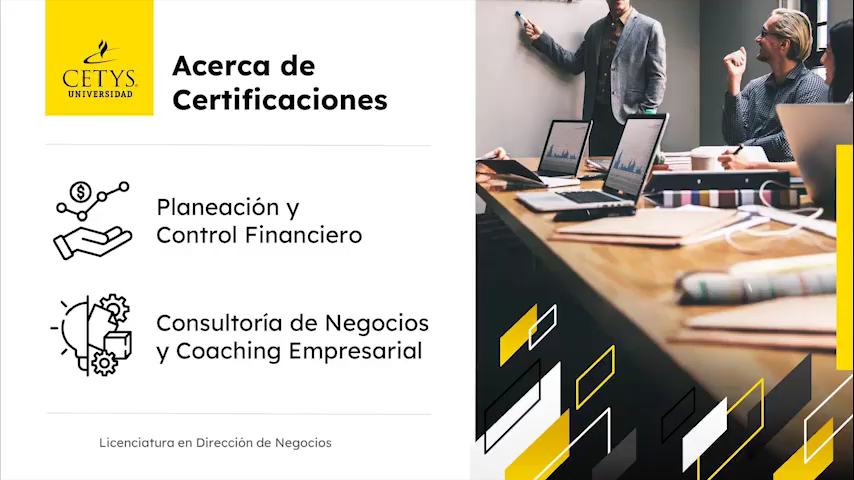 CETYS
UNIVERSIDAD
Acerca de
Certificaciones
$
Planeación y
Control Financiero
Consultoría de Negocios
y Coaching Empresarial
Licenciatura en Dirección de Negocios